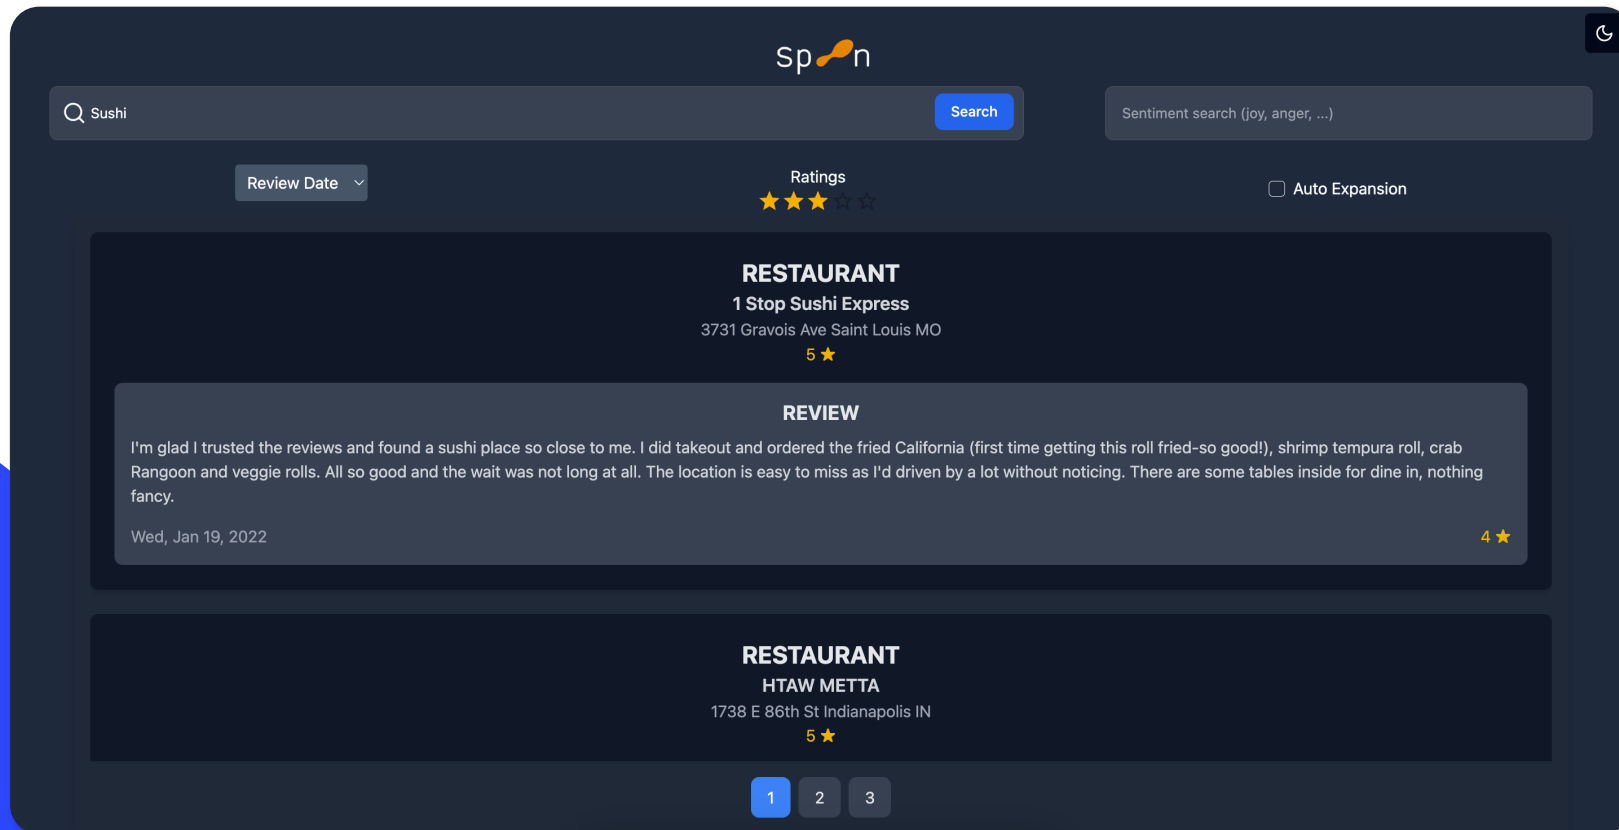 Spoon
Sushi
Search
Sentiment search (joy, anger, ...)
Review Date
Ratings
Auto Expansion
RESTAURANT
1 Stop Sushi Express
3731 Gravois Ave Saint Louis MO
5
REVIEW
I'm glad I trusted the reviews and found a sushi place so close to me. I did takeout and ordered the fried California (first time getting this roll fried-so good!), shrimp tempura roll, crab
Rangoon and veggie rolls. All so good and the wait was not long at all. The location is easy to miss as I'd driven by a lot without noticing. There are some tables inside for dine in, nothing
fancy.
Wed, Jan 19, 2022
4
RESTAURANT
HTAW METTA
1738 E 86th St Indianapolis IN
5
1 2 3